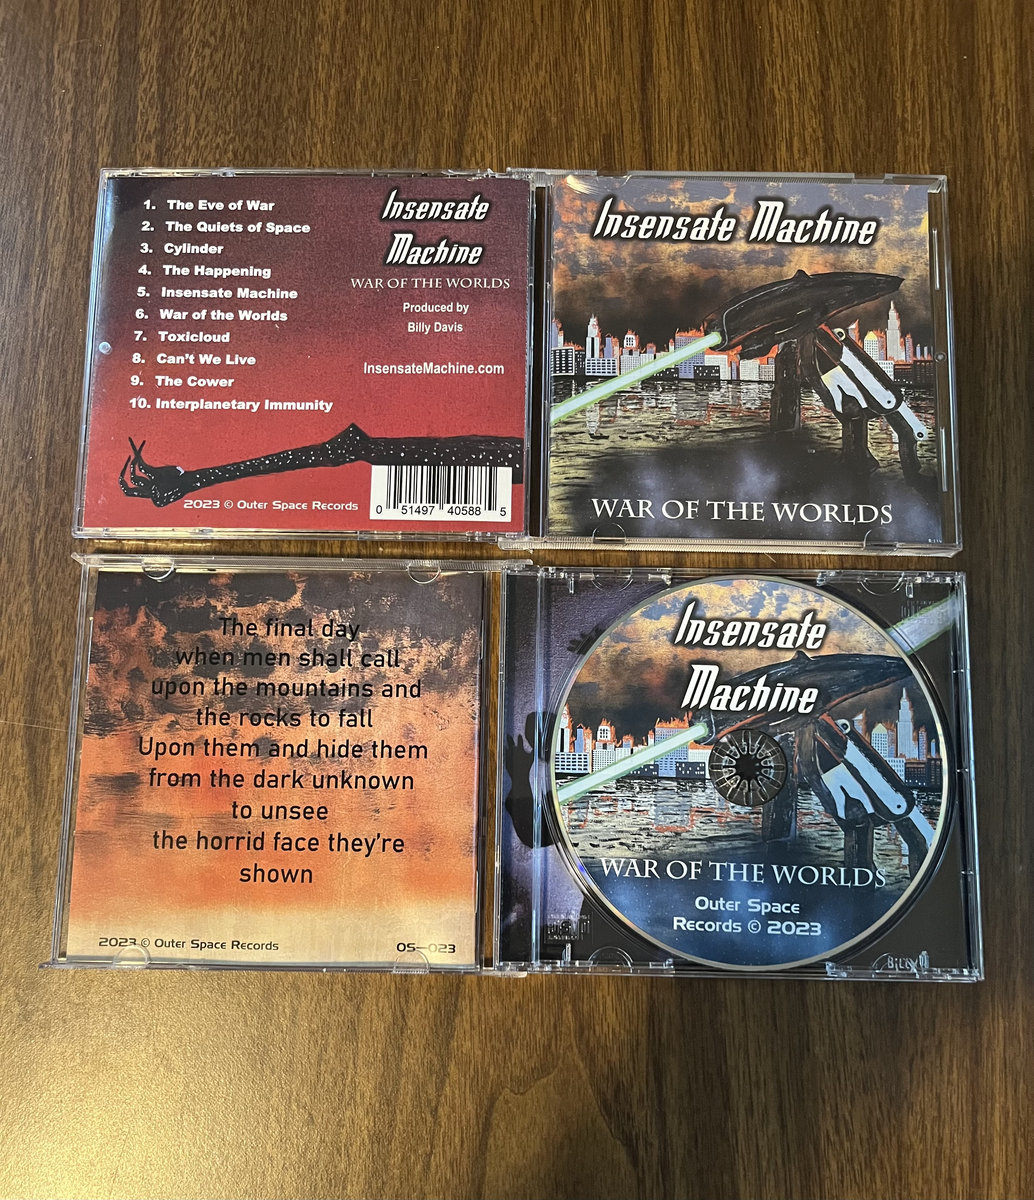 1. The Eve of War
2. The Quiets of Space
3. Cylinder
4. The Happening
5. Insensate Machine
6. War of the Worlds
7. Toxicloud
8. Can't We Live
9. The Cower
10. Interplanetary Immunity
Insensate
Machine
WAR OF THE WORLDS
Produced by
Billy Davis
InsensateMachine.com
2023 © Outer Space Records
0 51497 40588 5
Insensate Machine
WAR OF THE WORLDS
The final day
when men shall call
upon the mountains and
the rocks to fall
Upon them and hide them
from the dark unknown
to unsee
the horrid face they're
shown
2023 © Outer Space Records
OS-023
Insensate
Machine
WAR OF THE WORLDS
Outer Space
Records © 2023